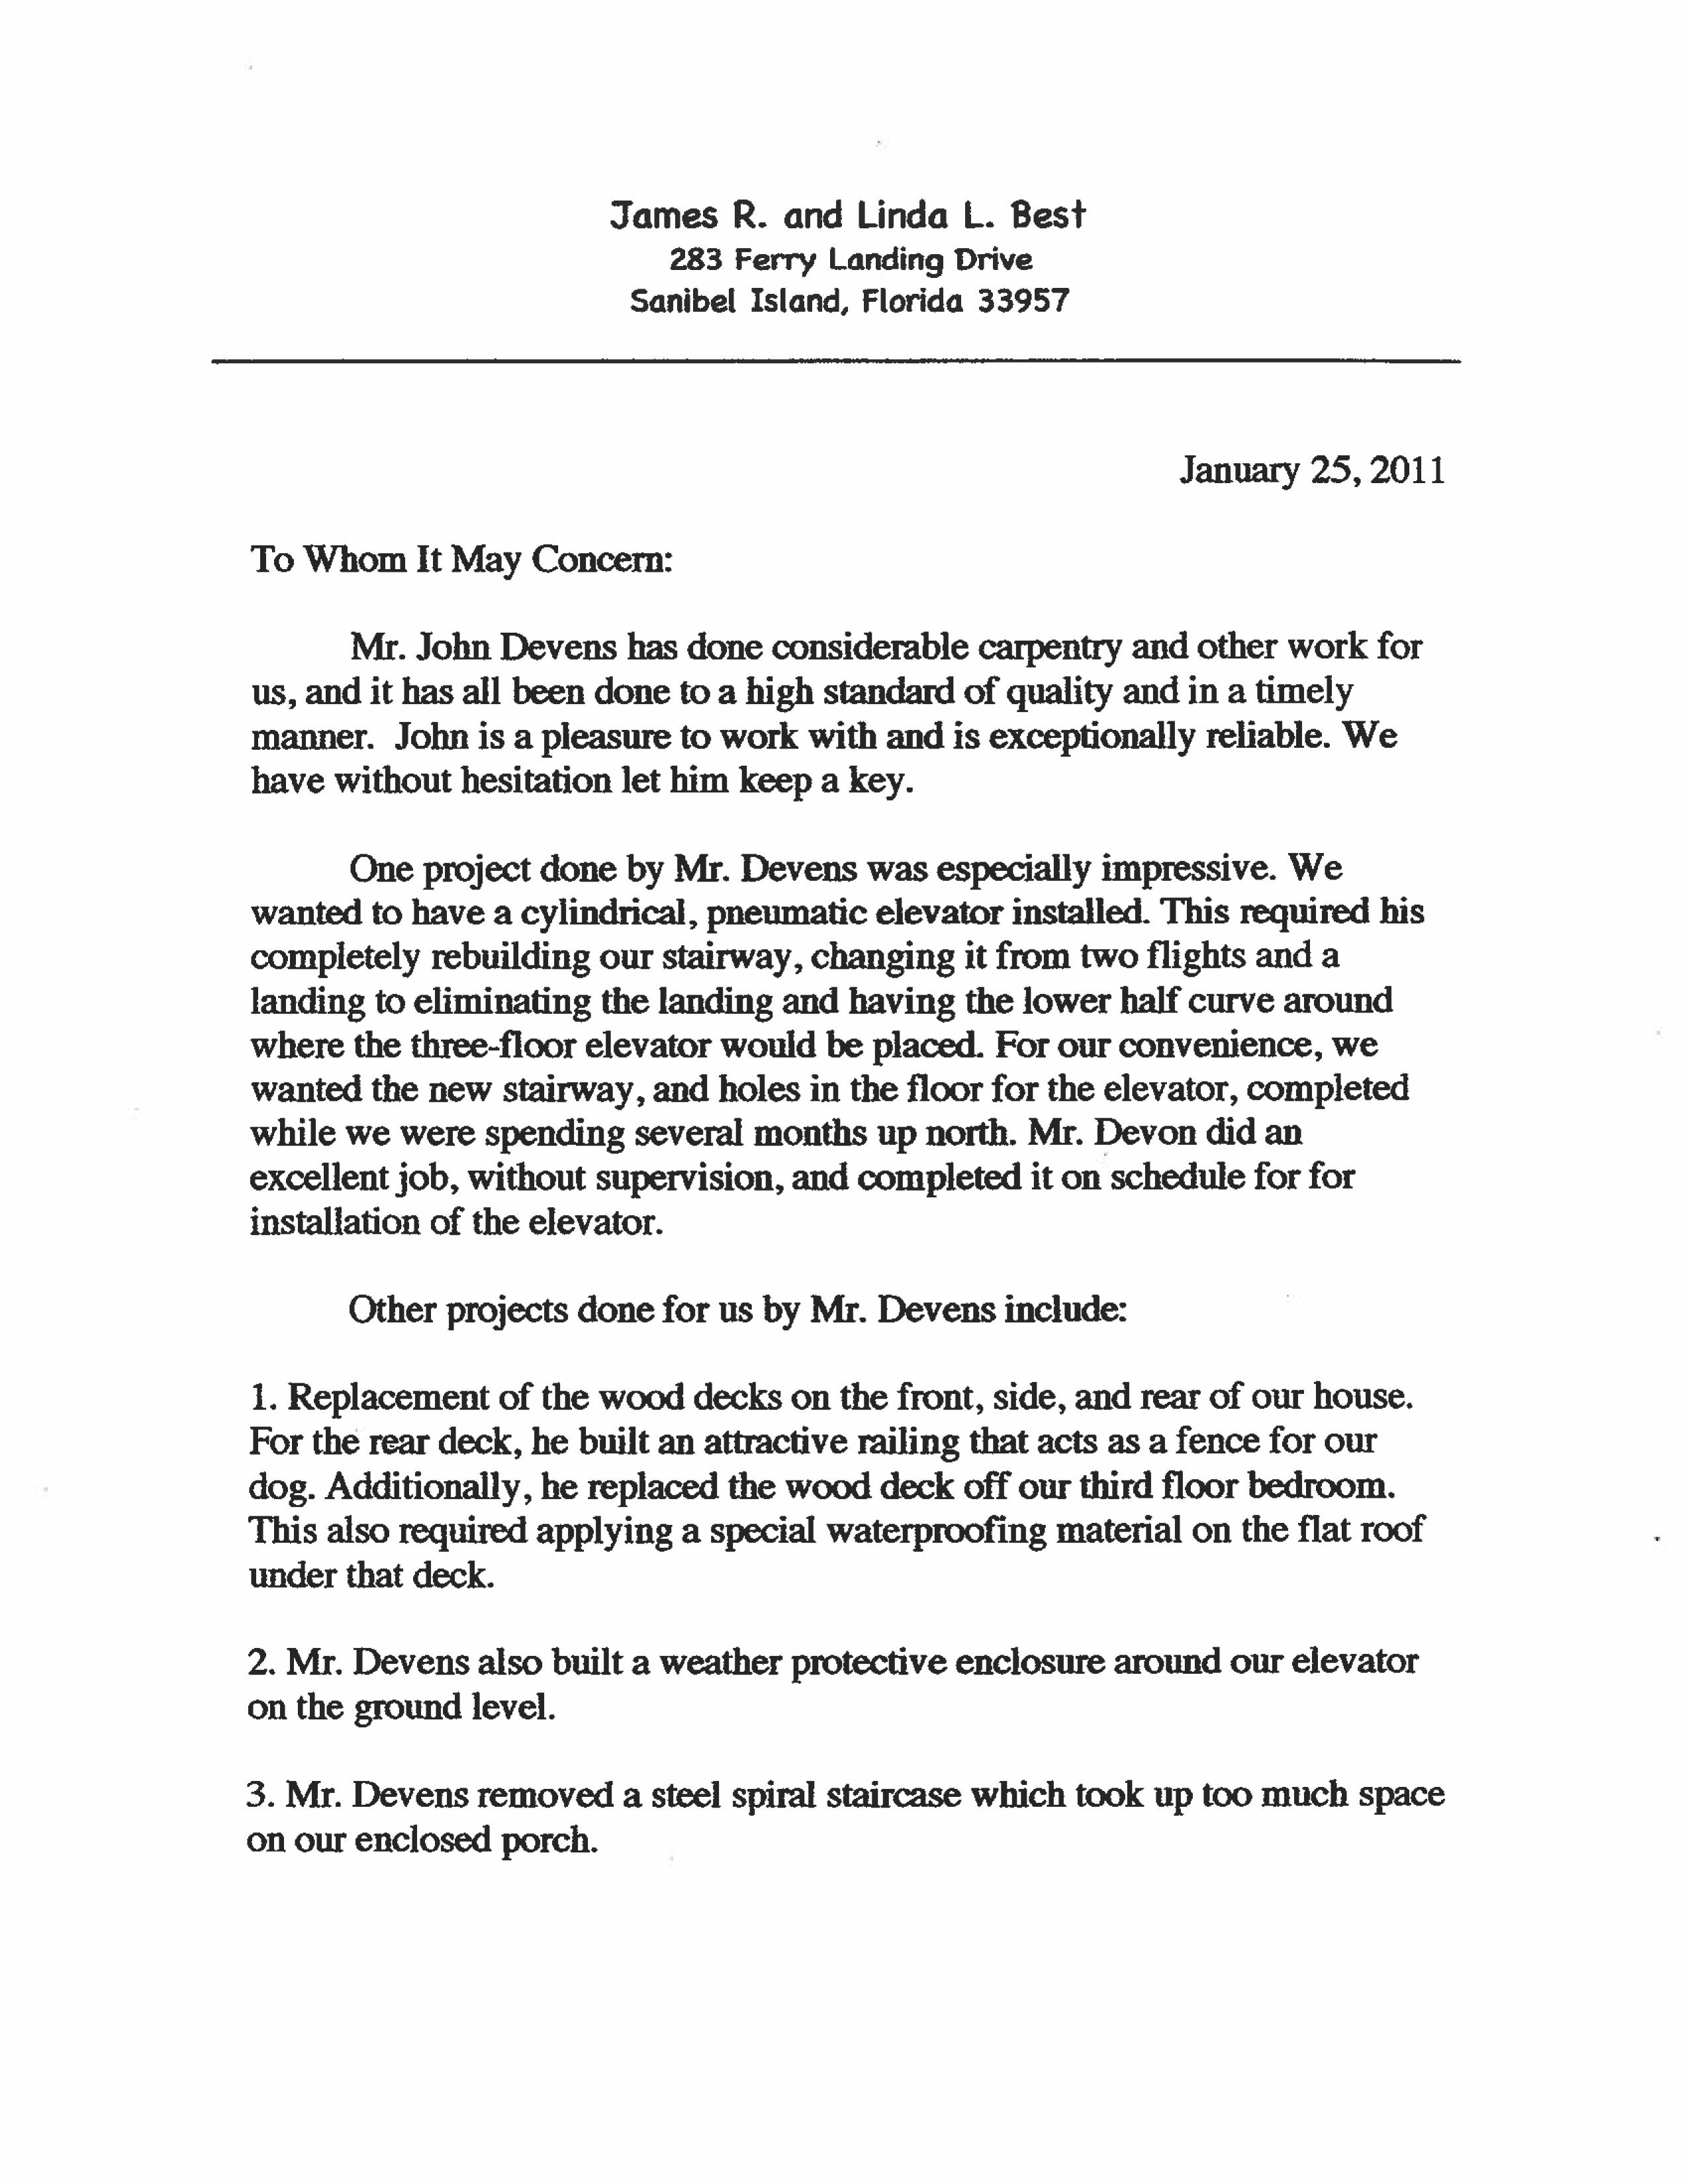 James R. and Linda L. Best
283 Ferry Landing Drive
Sanibel Island, Florida 33957
January 25, 2011
To Whom It May Concern:
Mr. John Devens has done considerable carpentry and other work for
us, and it has all been done to a high standard of quality and in a timely
manner.  John is a pleasure to work with and is exceptionally reliable. We
have without hesitation let him keep a key.
One project done by Mr. Devens was especially impressive. We
wanted to have a cylindrical, pneumatic elevator installed. This required his
completely rebuilding our stairway, changing it from two flights and a
landing to eliminating the landing and having the lower half curve around
where the three-floor elevator would be placed. For our convenience, we
wanted the new stairway, and holes in the floor for the elevator, completed
while we were spending several months up north. Mr. Devon did an
excellent job, without supervision, and completed it on schedule for for
installation of the elevator.
Other projects done for us by Mr. Devens include:
1. Replacement of the wood decks on the front, side, and rear of our house.
For the rear deck, he built an attractive railing that acts as a fence for our
dog. Additionally, he replaced the wood deck off our third floor bedroom.
This also required applying a special waterproofing material on the flat roof
under that deck.
2. Mr. Devens also built a weather protective enclosure around our elevator
on the ground level.
3. Mr. Devens removed a steel spiral staircase which took up too much space
on our enclosed porch.